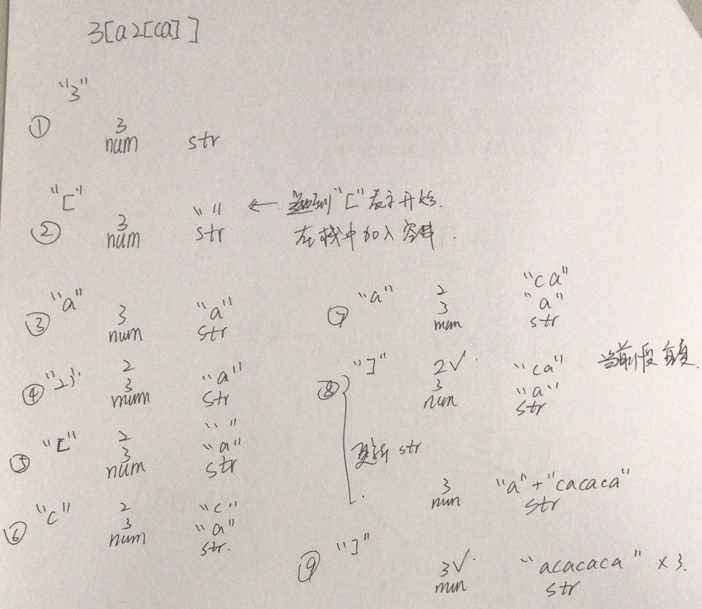 3[a2[ca]]
"3"
① 3 num str
"["
② 3 num "" str ← 遇到"["表示开始.
在栈中加入空串.
③ "a" 3 num "a" str
④ "2" 2 3 num "a" str
⑤ "[" 2 3 num "" "a" str
⑥ "c" 2 3 num "c" "a" str.
⑦ "a" 2 3 num "ca" "a" str
⑧ "]" 2✓. 3 num "ca" "a" str 当前段
更新 str
3 num "a"+"cacaca" str
⑨ "]" 3✓. num "acacaca" ×3. str